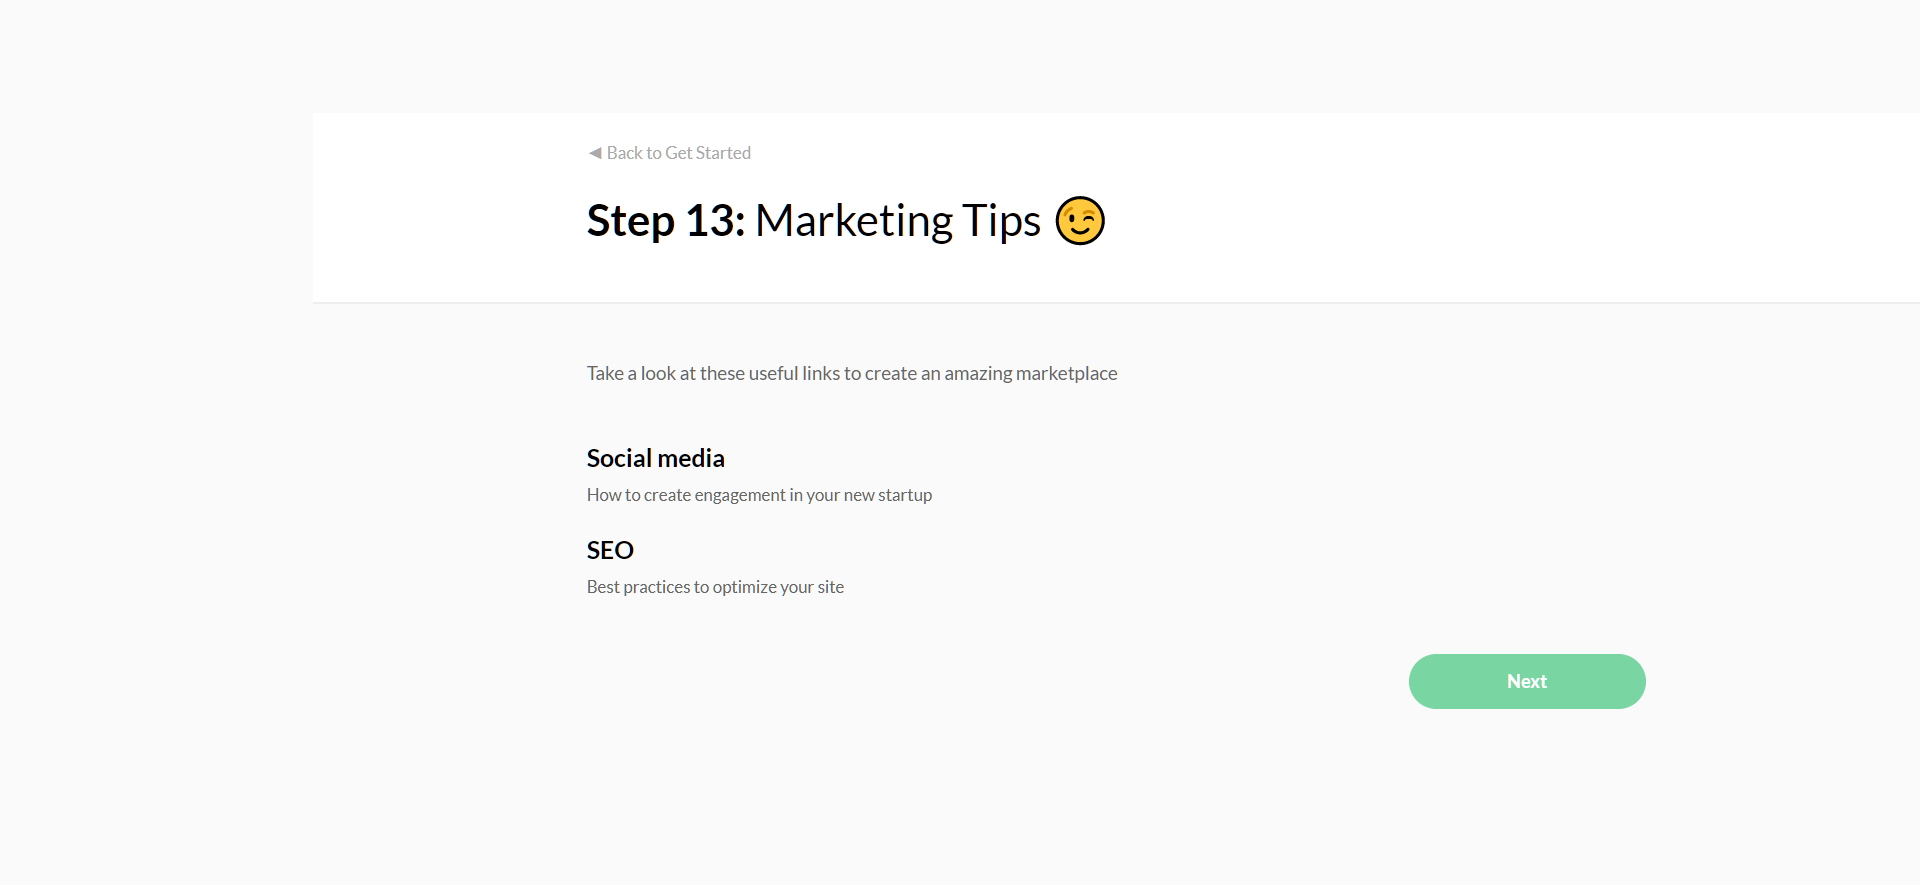 ◀ Back to Get Started
Step 13: Marketing Tips 😉
Take a look at these useful links to create an amazing marketplace
Social media
How to create engagement in your new startup
SEO
Best practices to optimize your site
Next